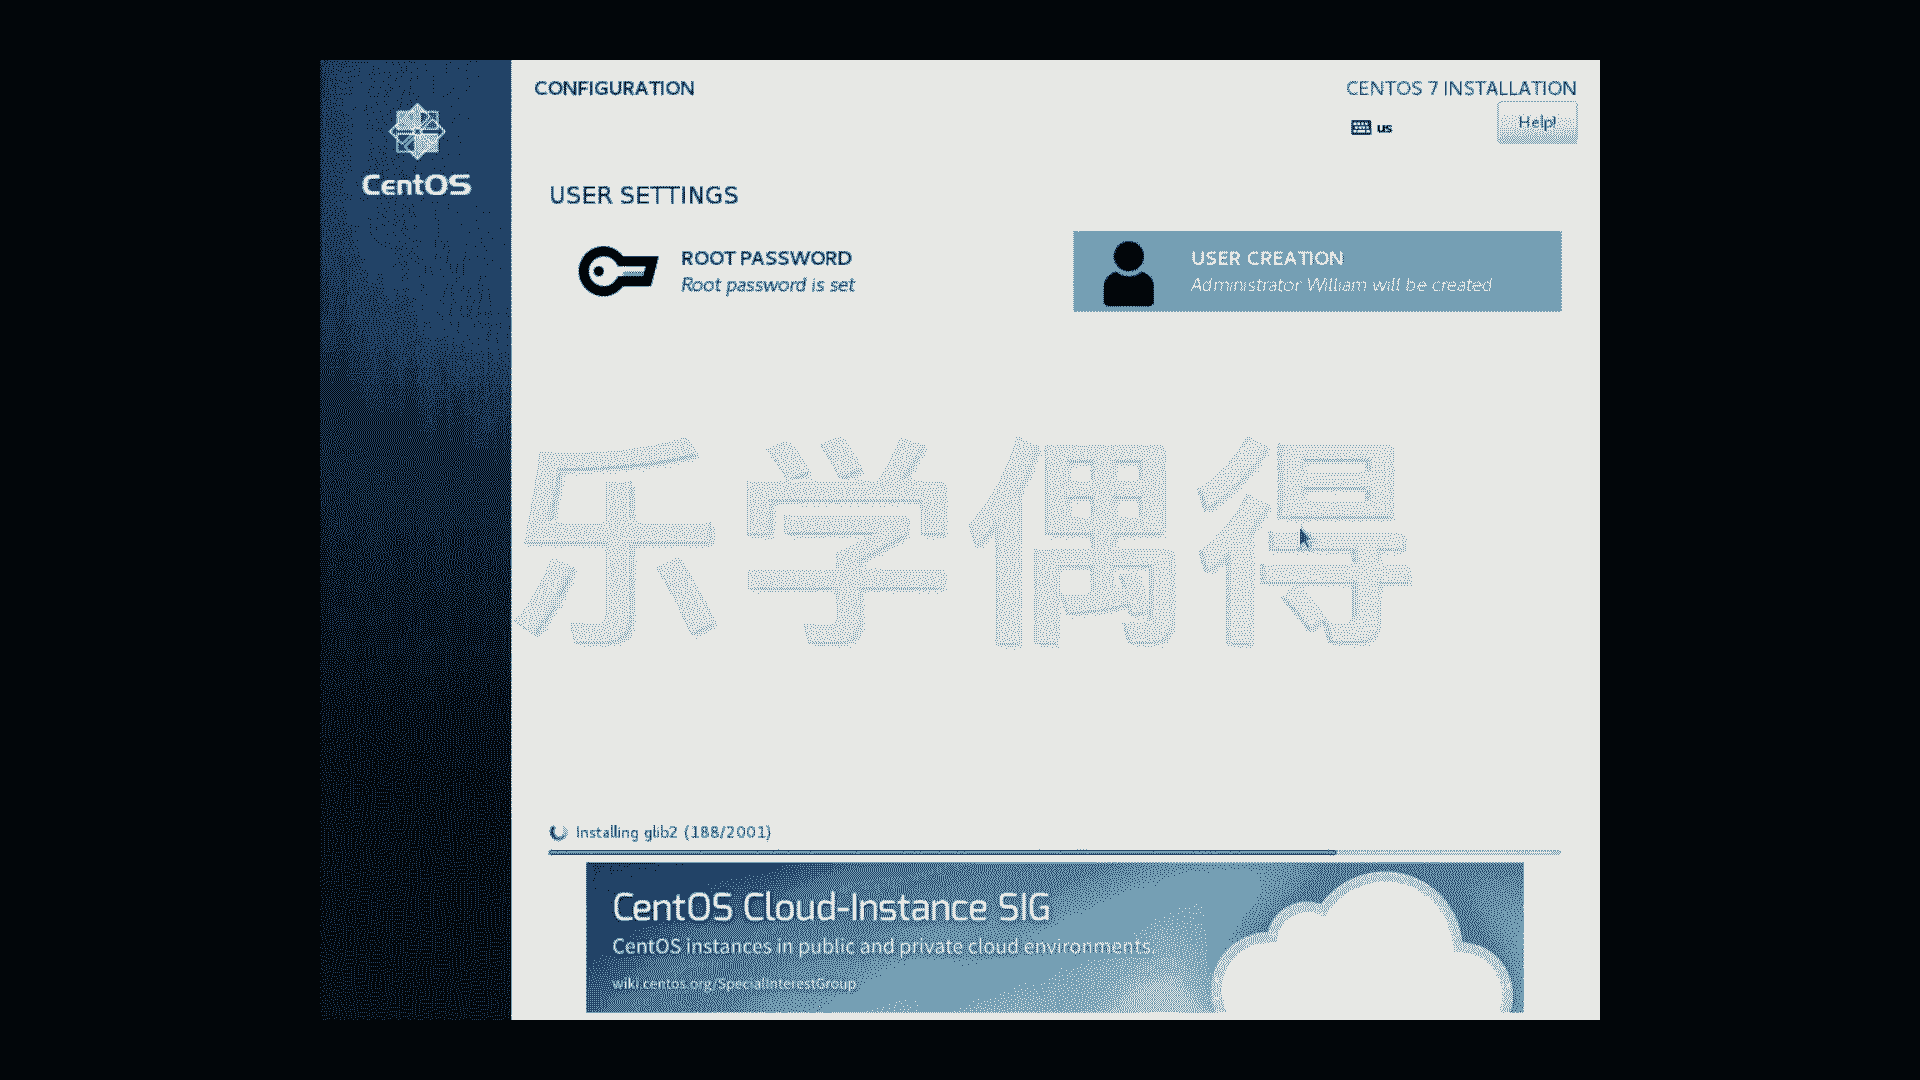 CONFIGURATION
CENTOS 7 INSTALLATION
us
Help!
CentOS
USER SETTINGS
ROOT PASSWORD
Root password is set
USER CREATION
Administrator William will be created
乐学偶得
Installing glib2 (188/2001)
CentOS Cloud-Instance SIG
CentOS instances in public and private cloud environments.
wiki.centos.org/SpecialInterestGroup